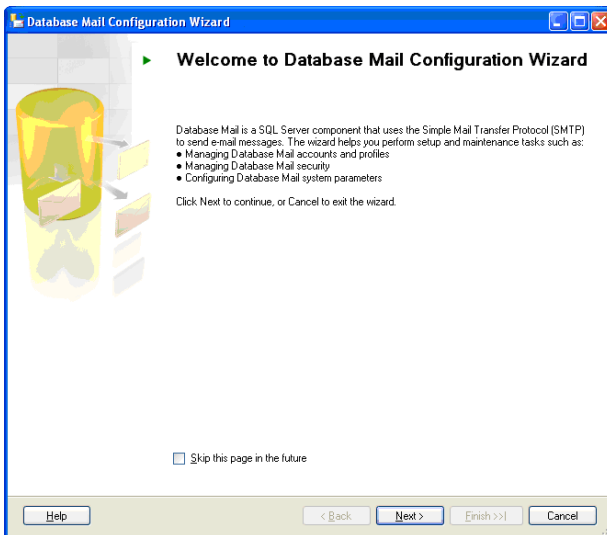 Database Mail Configuration Wizard
Welcome to Database Mail Configuration Wizard
Database Mail is a SQL Server component that uses the Simple Mail Transfer Protocol (SMTP)
to send e-mail messages. The wizard helps you perform setup and maintenance tasks such as:
● Managing Database Mail accounts and profiles
● Managing Database Mail security
● Configuring Database Mail system parameters
Click Next to continue, or Cancel to exit the wizard.
Skip this page in the future
Help < Back Next > Finish >>| Cancel